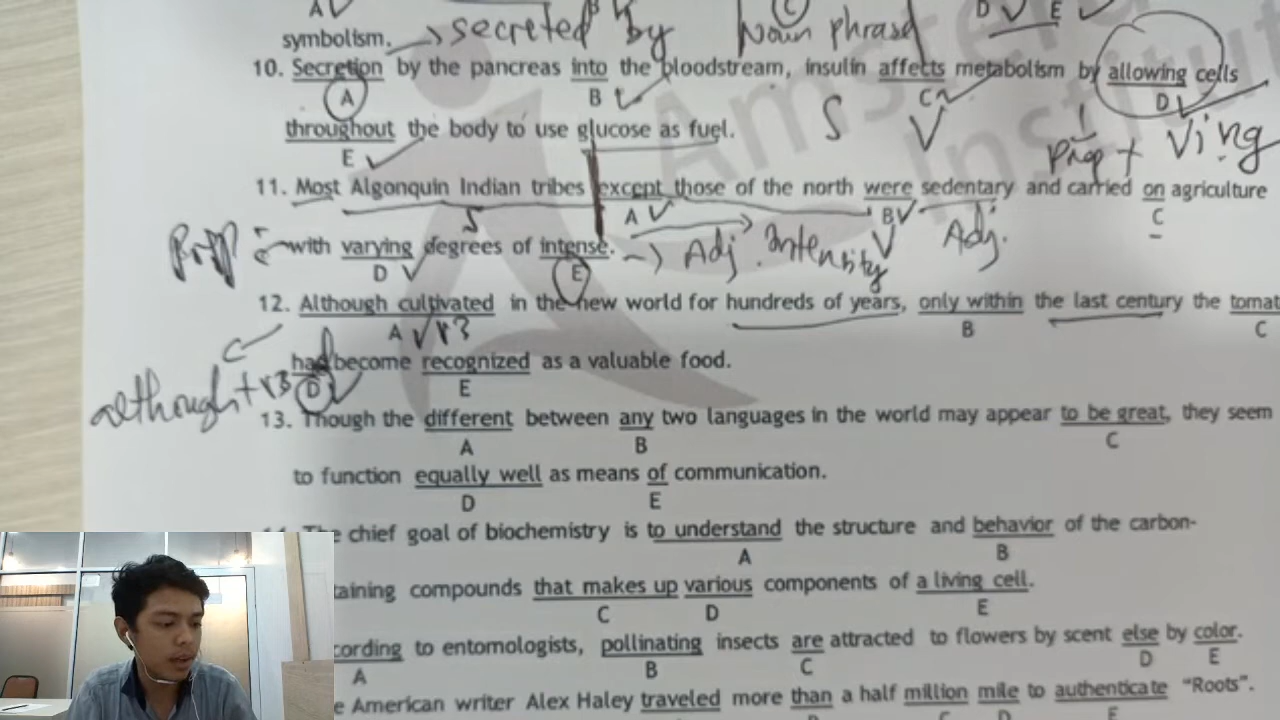 A
D E
symbolism. → secreted by Noun phrase
10. Secretion by the pancreas into the bloodstream, insulin affects metabolism by allowing cells
A B C D
throughout the body to use glucose as fuel. S V
E Prep + Ving
11. Most Algonquin Indian tribes except those of the north were sedentary and carried on agriculture
S A B C
Prep with varying degrees of intense. → Adj. Intensity V Adj.
D E
12. Although cultivated in the new world for hundreds of years, only within the last century the tomat
A V3 B C
had become recognized as a valuable food.
although + V3 D E
13. Though the different between any two languages in the world may appear to be great, they seem
A B C
to function equally well as means of communication.
D E
chief goal of biochemistry is to understand the structure and behavior of the carbon-
A B
taining compounds that makes up various components of a living cell.
C D E
cording to entomologists, pollinating insects are attracted to flowers by scent else by color.
A B C D E
e American writer Alex Haley traveled more than a half million mile to authenticate "Roots".
Amster
Institut